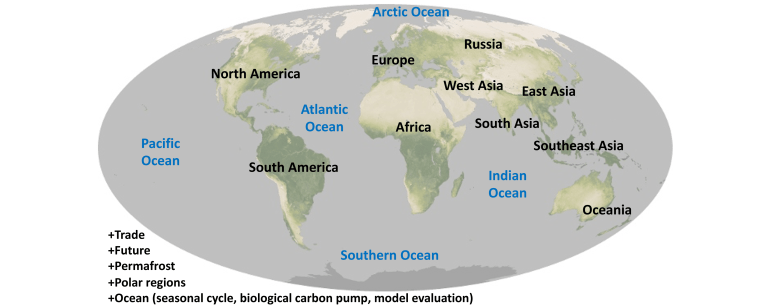 Arctic Ocean
Russia
Europe
North America
West Asia
East Asia
Atlantic
Ocean
Africa
South Asia
Pacific
Ocean
Southeast Asia
South America
Indian
Ocean
Oceania
+Trade
+Future
Southern Ocean
+Permafrost
+Polar regions
+Ocean (seasonal cycle, biological carbon pump, model evaluation)